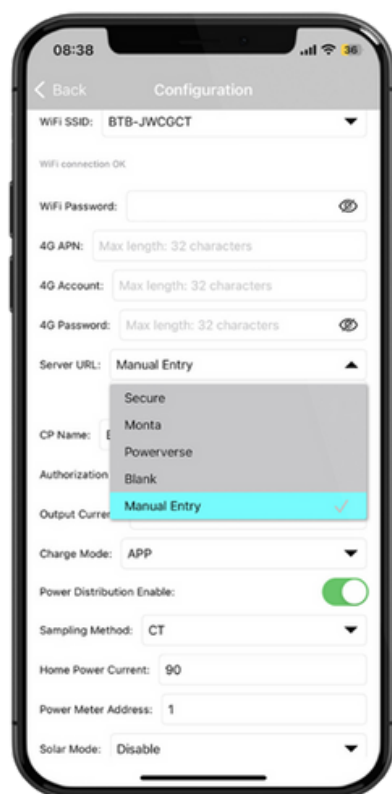 08:38
36
Back Configuration
WiFi SSID: BTB-JWCGCT
WiFi connection OK
WiFi Password:
4G APN: Max length: 32 characters
4G Account: Max length: 32 characters
4G Password: Max length: 32 characters
Server URL: Manual Entry
Secure
Monta
CP Name:
Powerverse
Authorization
Blank
Output Curre
Manual Entry
Charge Mode: APP
Power Distribution Enable:
Sampling Method: CT
Home Power Current: 90
Power Meter Address: 1
Solar Mode: Disable